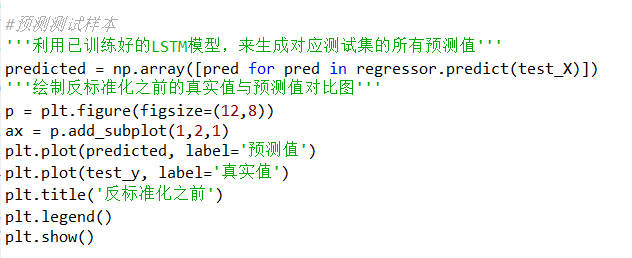 #预测测试样本
'''利用已训练好的LSTM模型，来生成对应测试集的所有预测值'''
predicted = np.array([pred for pred in regressor.predict(test_X)])
'''绘制反标准化之前的真实值与预测值对比图'''
p = plt.figure(figsize=(12,8))
ax = p.add_subplot(1,2,1)
plt.plot(predicted, label='预测值')
plt.plot(test_y, label='真实值')
plt.title('反标准化之前')
plt.legend()
plt.show()